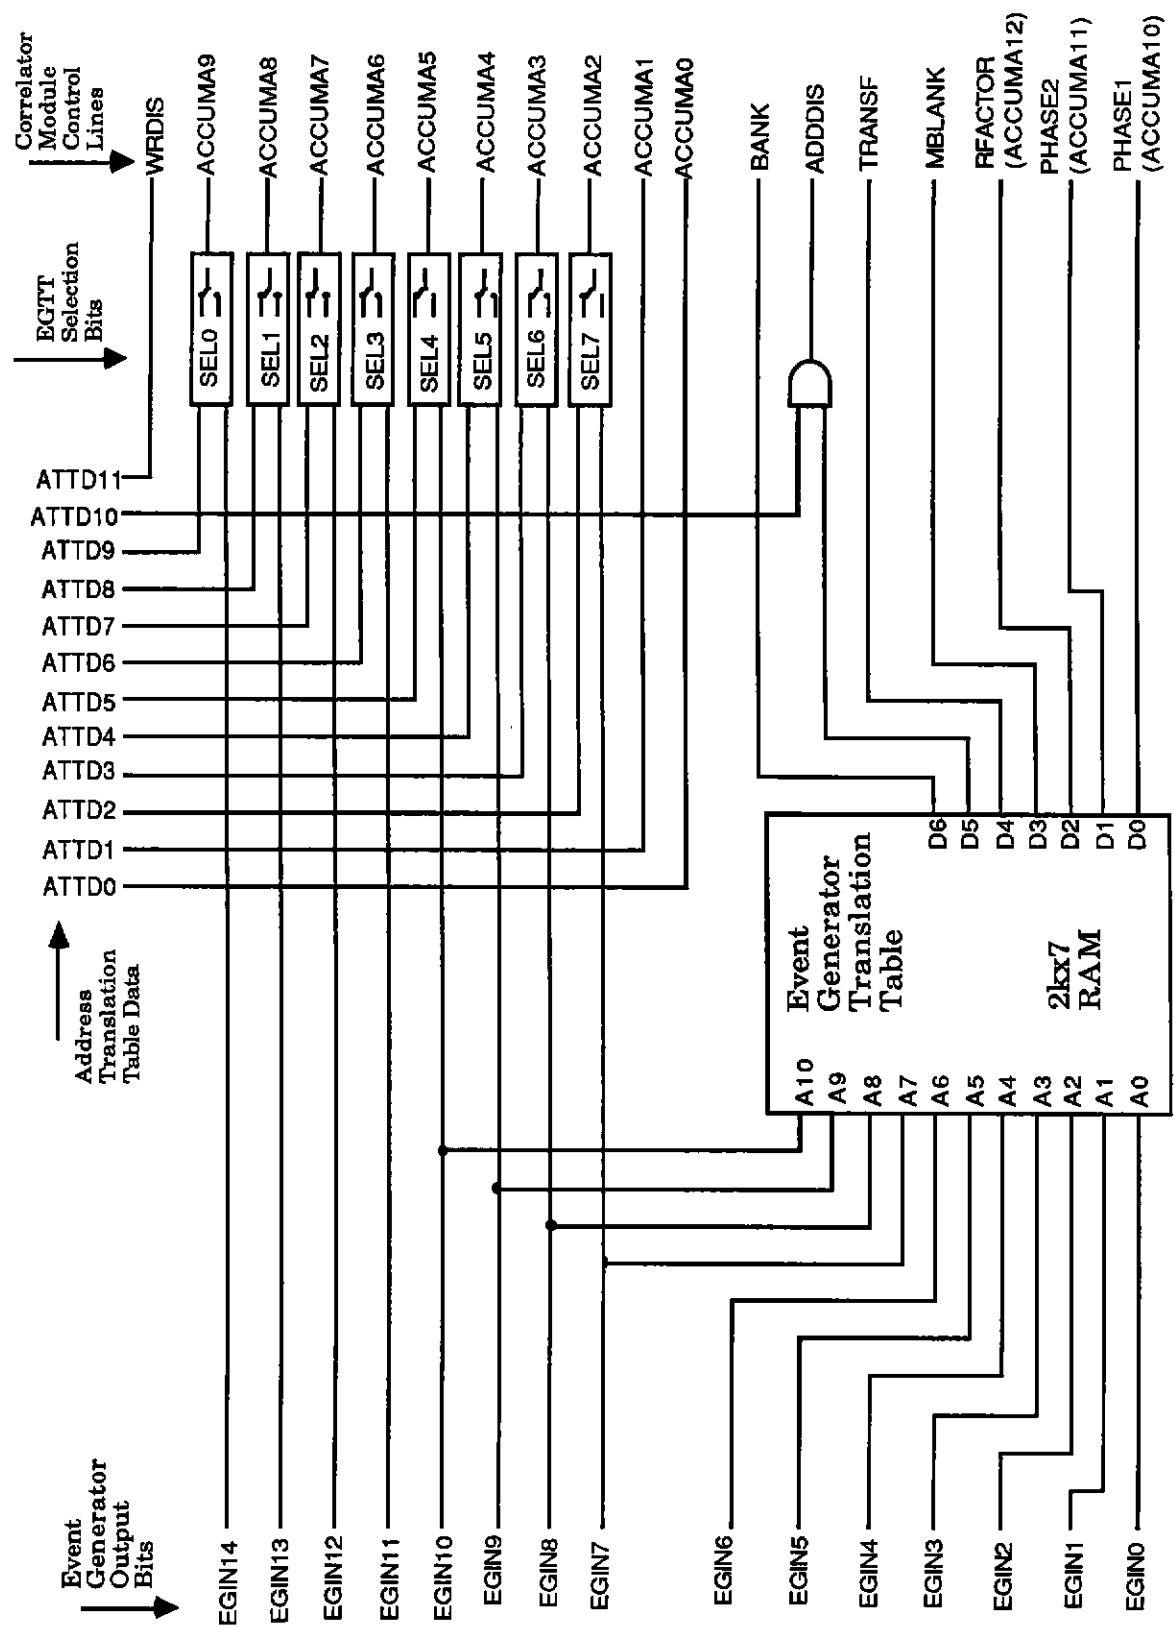 Event
Generator
Output
Bits
EGIN14
EGIN13
EGIN12
EGIN11
EGIN10
EGIN9
EGIN8
EGIN7
EGIN6
EGIN5
EGIN4
EGIN3
EGIN2
EGIN1
EGIN0
Address
Translation
Table Data
ATTD11
ATTD10
ATTD9
ATTD8
ATTD7
ATTD6
ATTD5
ATTD4
ATTD3
ATTD2
ATTD1
ATTD0
EGTT
Selection
Bits
SEL0
SEL1
SEL2
SEL3
SEL4
SEL5
SEL6
SEL7
Correlator
Module
Control
Lines
WRDIS
ACCUMA9
ACCUMA8
ACCUMA7
ACCUMA6
ACCUMA5
ACCUMA4
ACCUMA3
ACCUMA2
ACCUMA1
ACCUMA0
BANK
ADDDIS
TRANSF
MBLANK
RFACTOR
(ACCUMA12)
PHASE2
(ACCUMA11)
PHASE1
(ACCUMA10)
A10
A9
A8
A7
A6
A5
A4
A3
A2
A1
A0
Event
Generator
Translation
Table
2kx7
RAM
D6
D5
D4
D3
D2
D1
D0